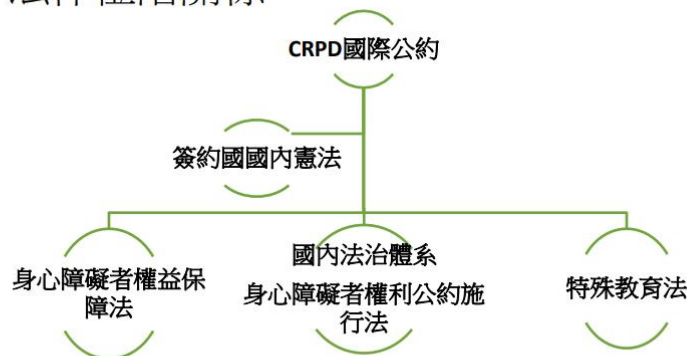 CRPD國際公約
簽約國國內憲法
身心障礙者權益保
障法
國內法治體系
身心障礙者權利公約施
行法
特殊教育法